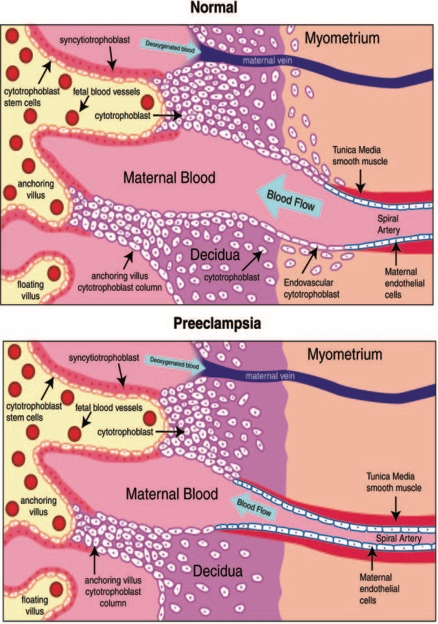 Normal
syncytiotrophoblast
Deoxygenated blood
Myometrium
maternal vein
cytotrophoblast
stem cells
fetal blood vessels
cytotrophoblast
Tunica Media
smooth muscle
anchoring
villus
Maternal Blood
Blood Flow
Spiral
Artery
Decidua
cytotrophoblast
anchoring villus
cytotrophoblast column
Endovascular
cytotrophoblast
Maternal
endothelial
cells
floating
villus
Preeclampsia
syncytiotrophoblast
Deoxygenated blood
Myometrium
maternal vein
cytotrophoblast
stem cells
fetal blood vessels
cytotrophoblast
Tunica Media
smooth muscle
anchoring
villus
Maternal Blood
Blood Flow
Spiral Artery
Decidua
anchoring villus
cytotrophoblast
column
Maternal
endothelial
cells
floating
villus